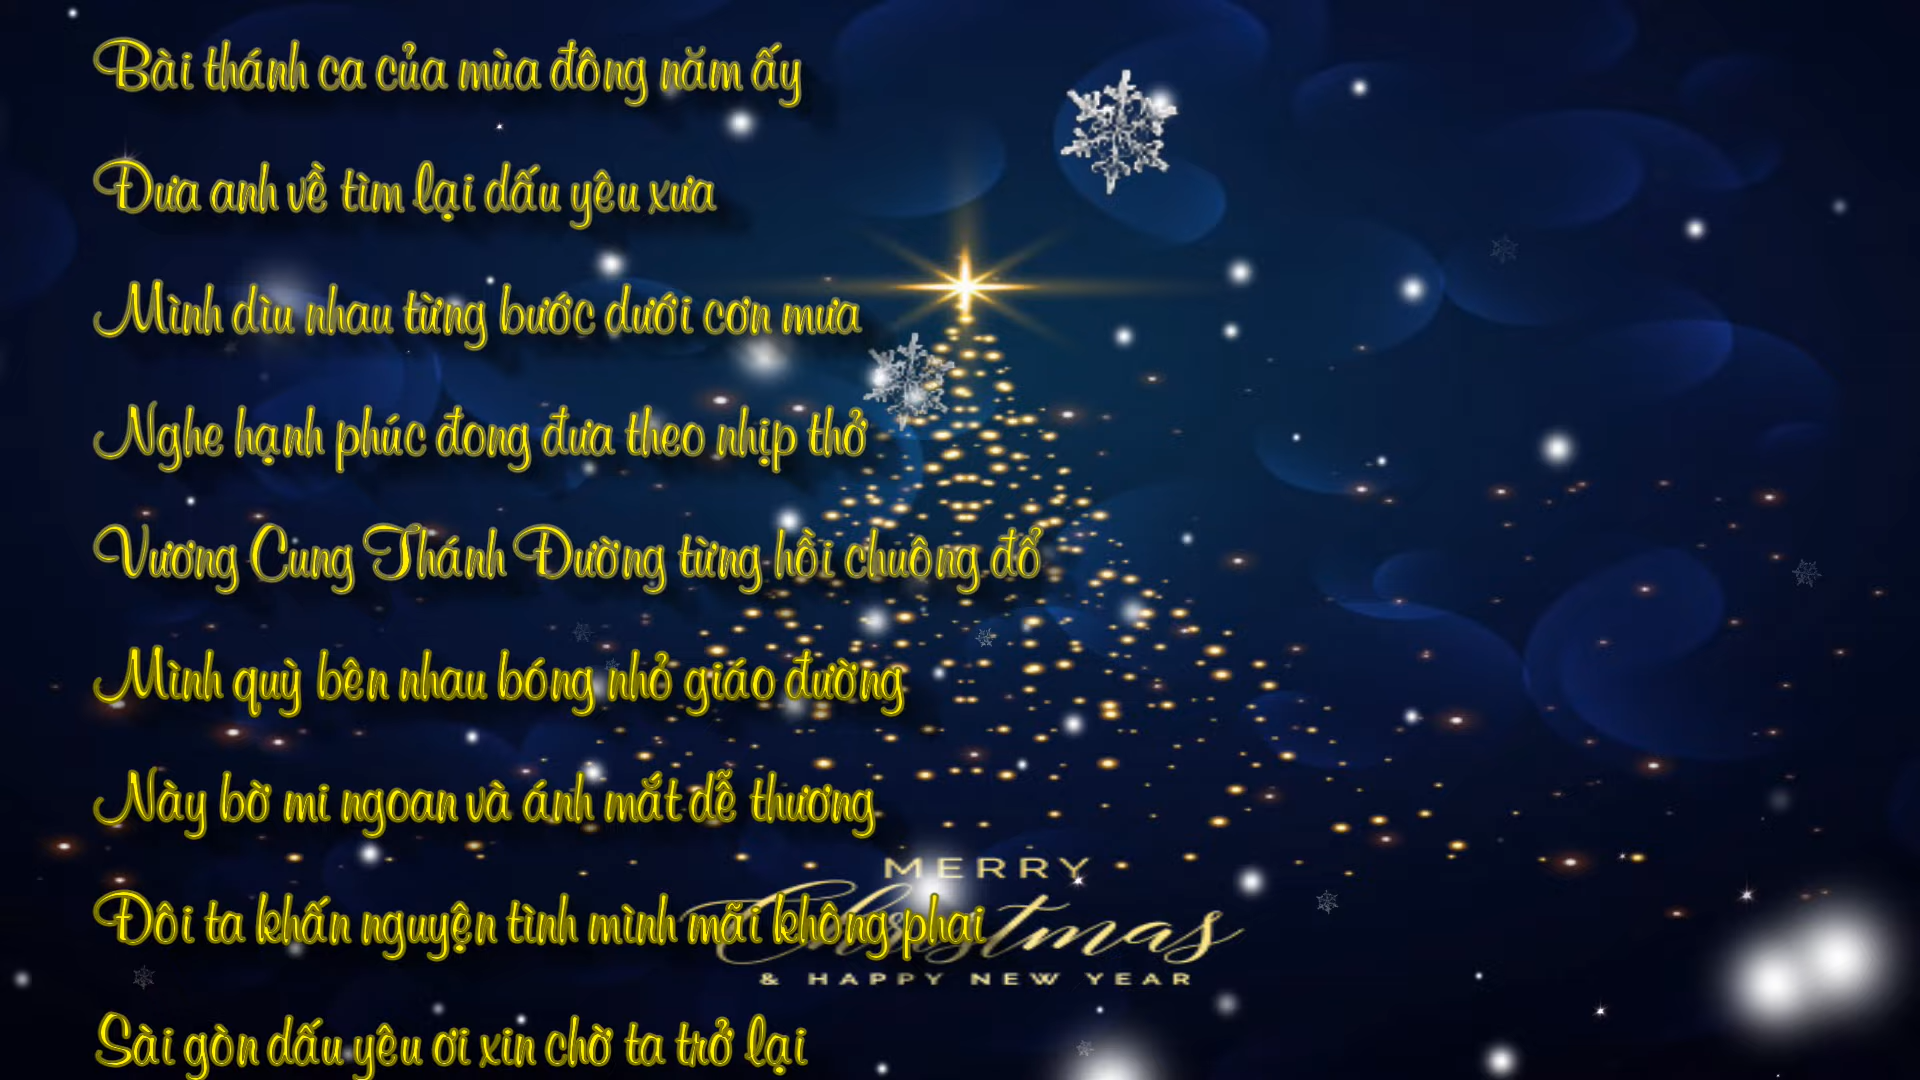 Bài thánh ca của mùa đông năm ấy
Đưa anh về tìm lại dấu yêu xưa
Mình dìu nhau từng bước dưới cơn mưa
Nghe hạnh phúc đong đưa theo nhịp thở
Vương Cung Thánh Đường từng hồi chuông đổ
Mình quỳ bên nhau bóng nhỏ giáo đường
Này bờ mi ngoan và ánh mắt dễ thương
MERRY
Đôi ta khấn nguyện tình mình mãi không phai
Christmas
& HAPPY NEW YEAR
Sài gòn dấu yêu ơi xin chờ ta trở lại